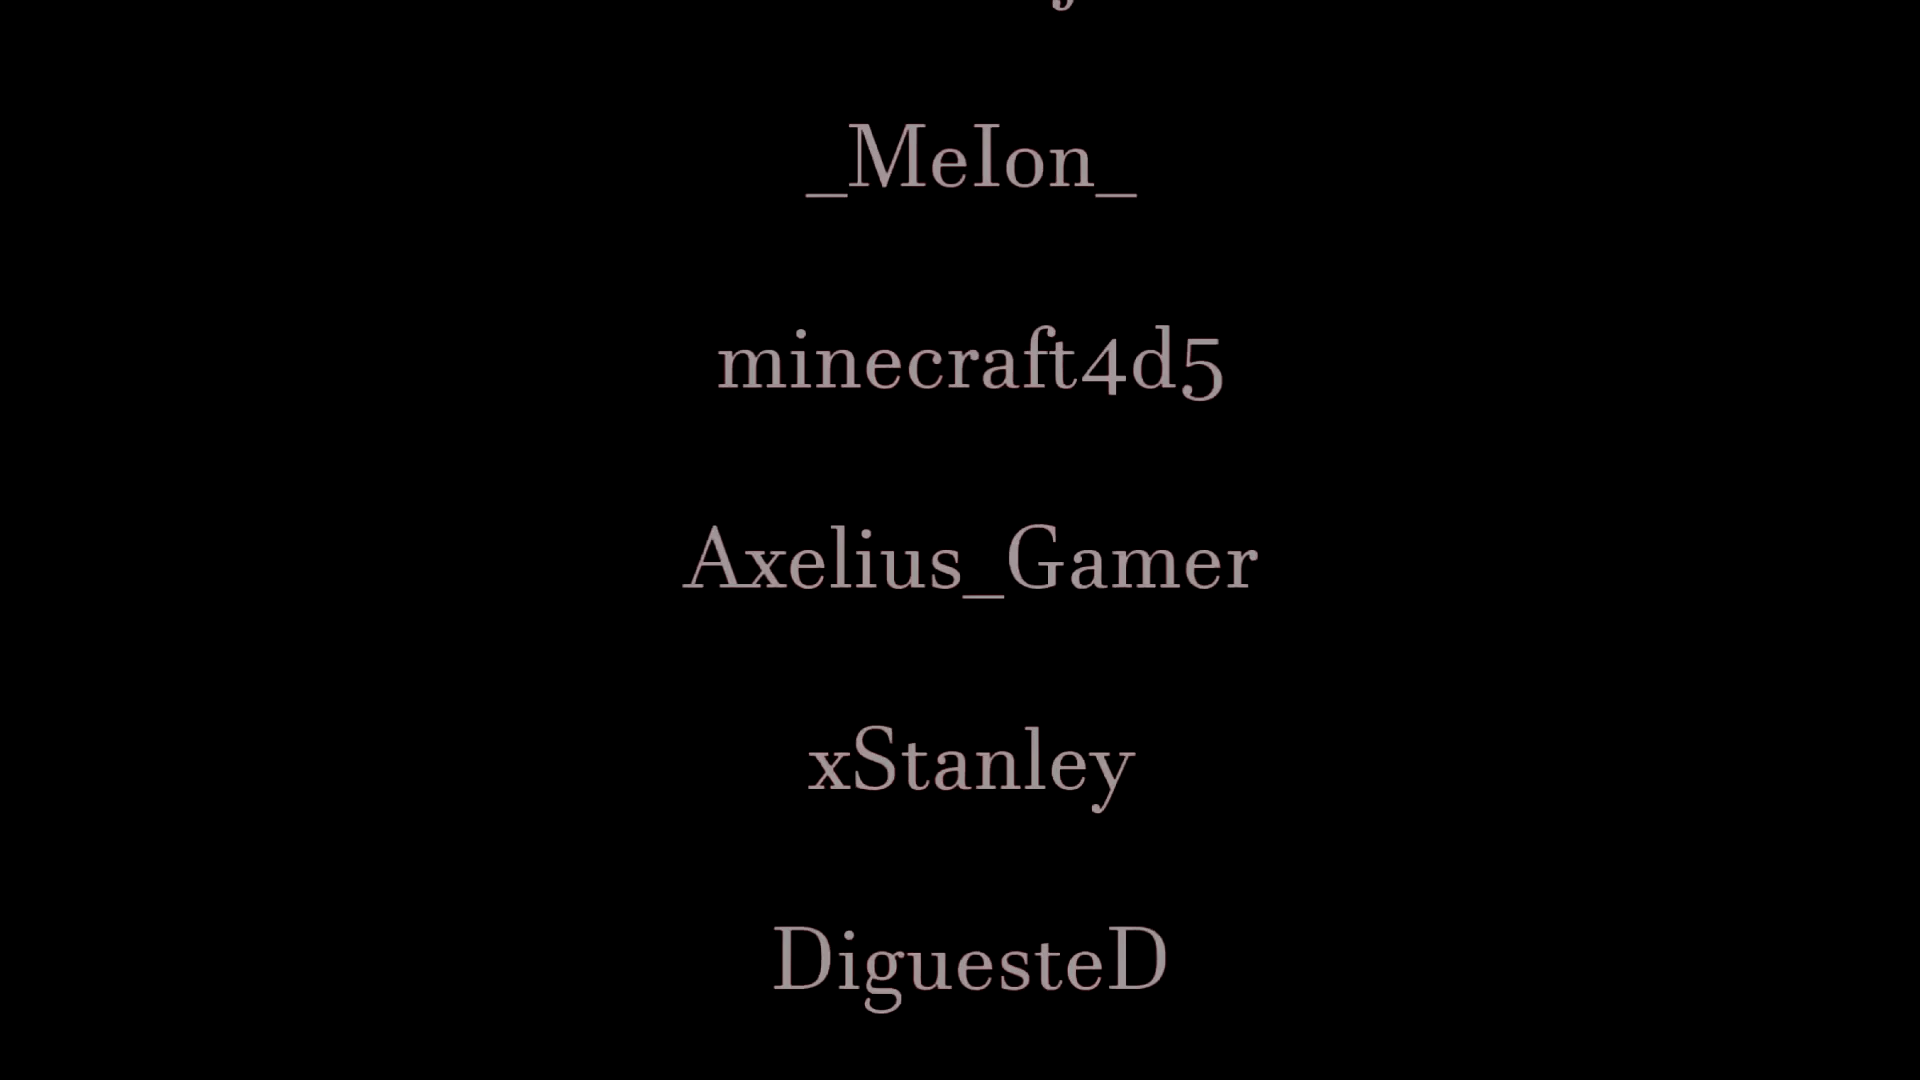 _MeIon_
minecraft4d5
Axelius_Gamer
xStanley
DiguesteD